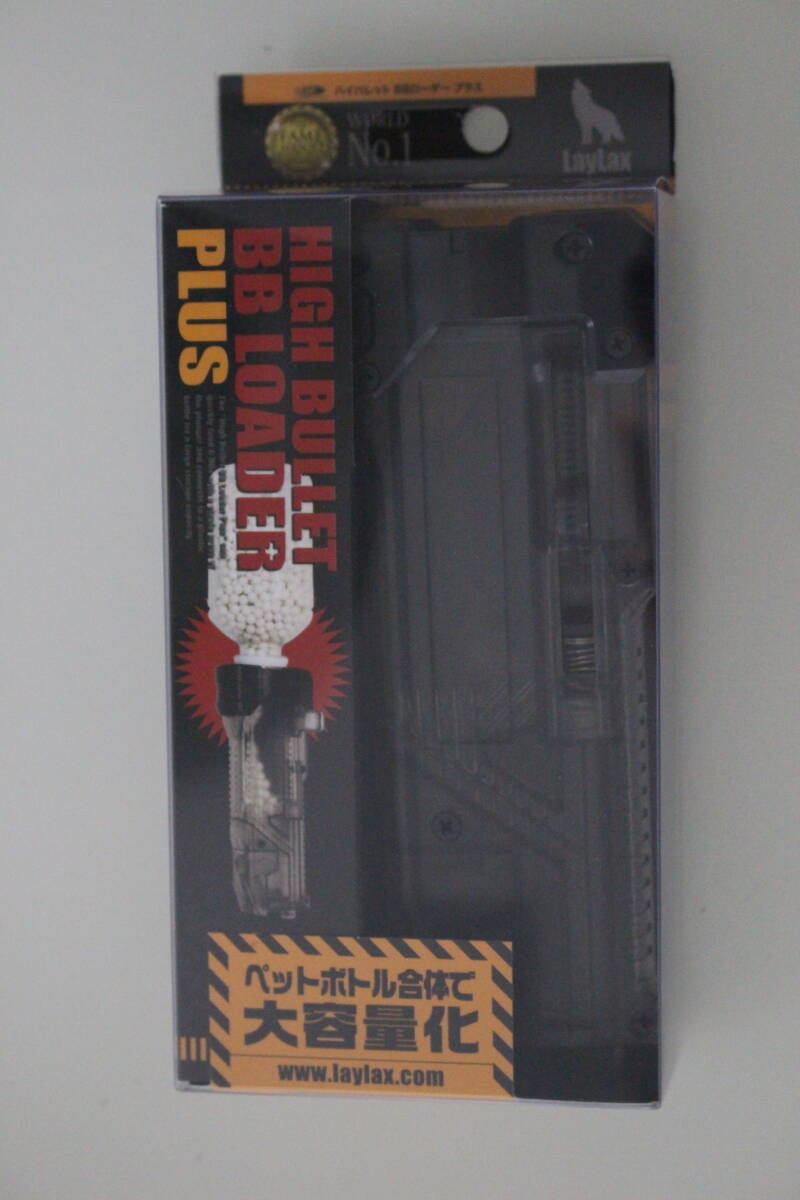 ハイバレット BBローダー プラス
WORLD
No.1
LayLax
HIGH BULLET
BB LOADER
PLUS
ペットボトル合体で
大容量化
www.laylax.com